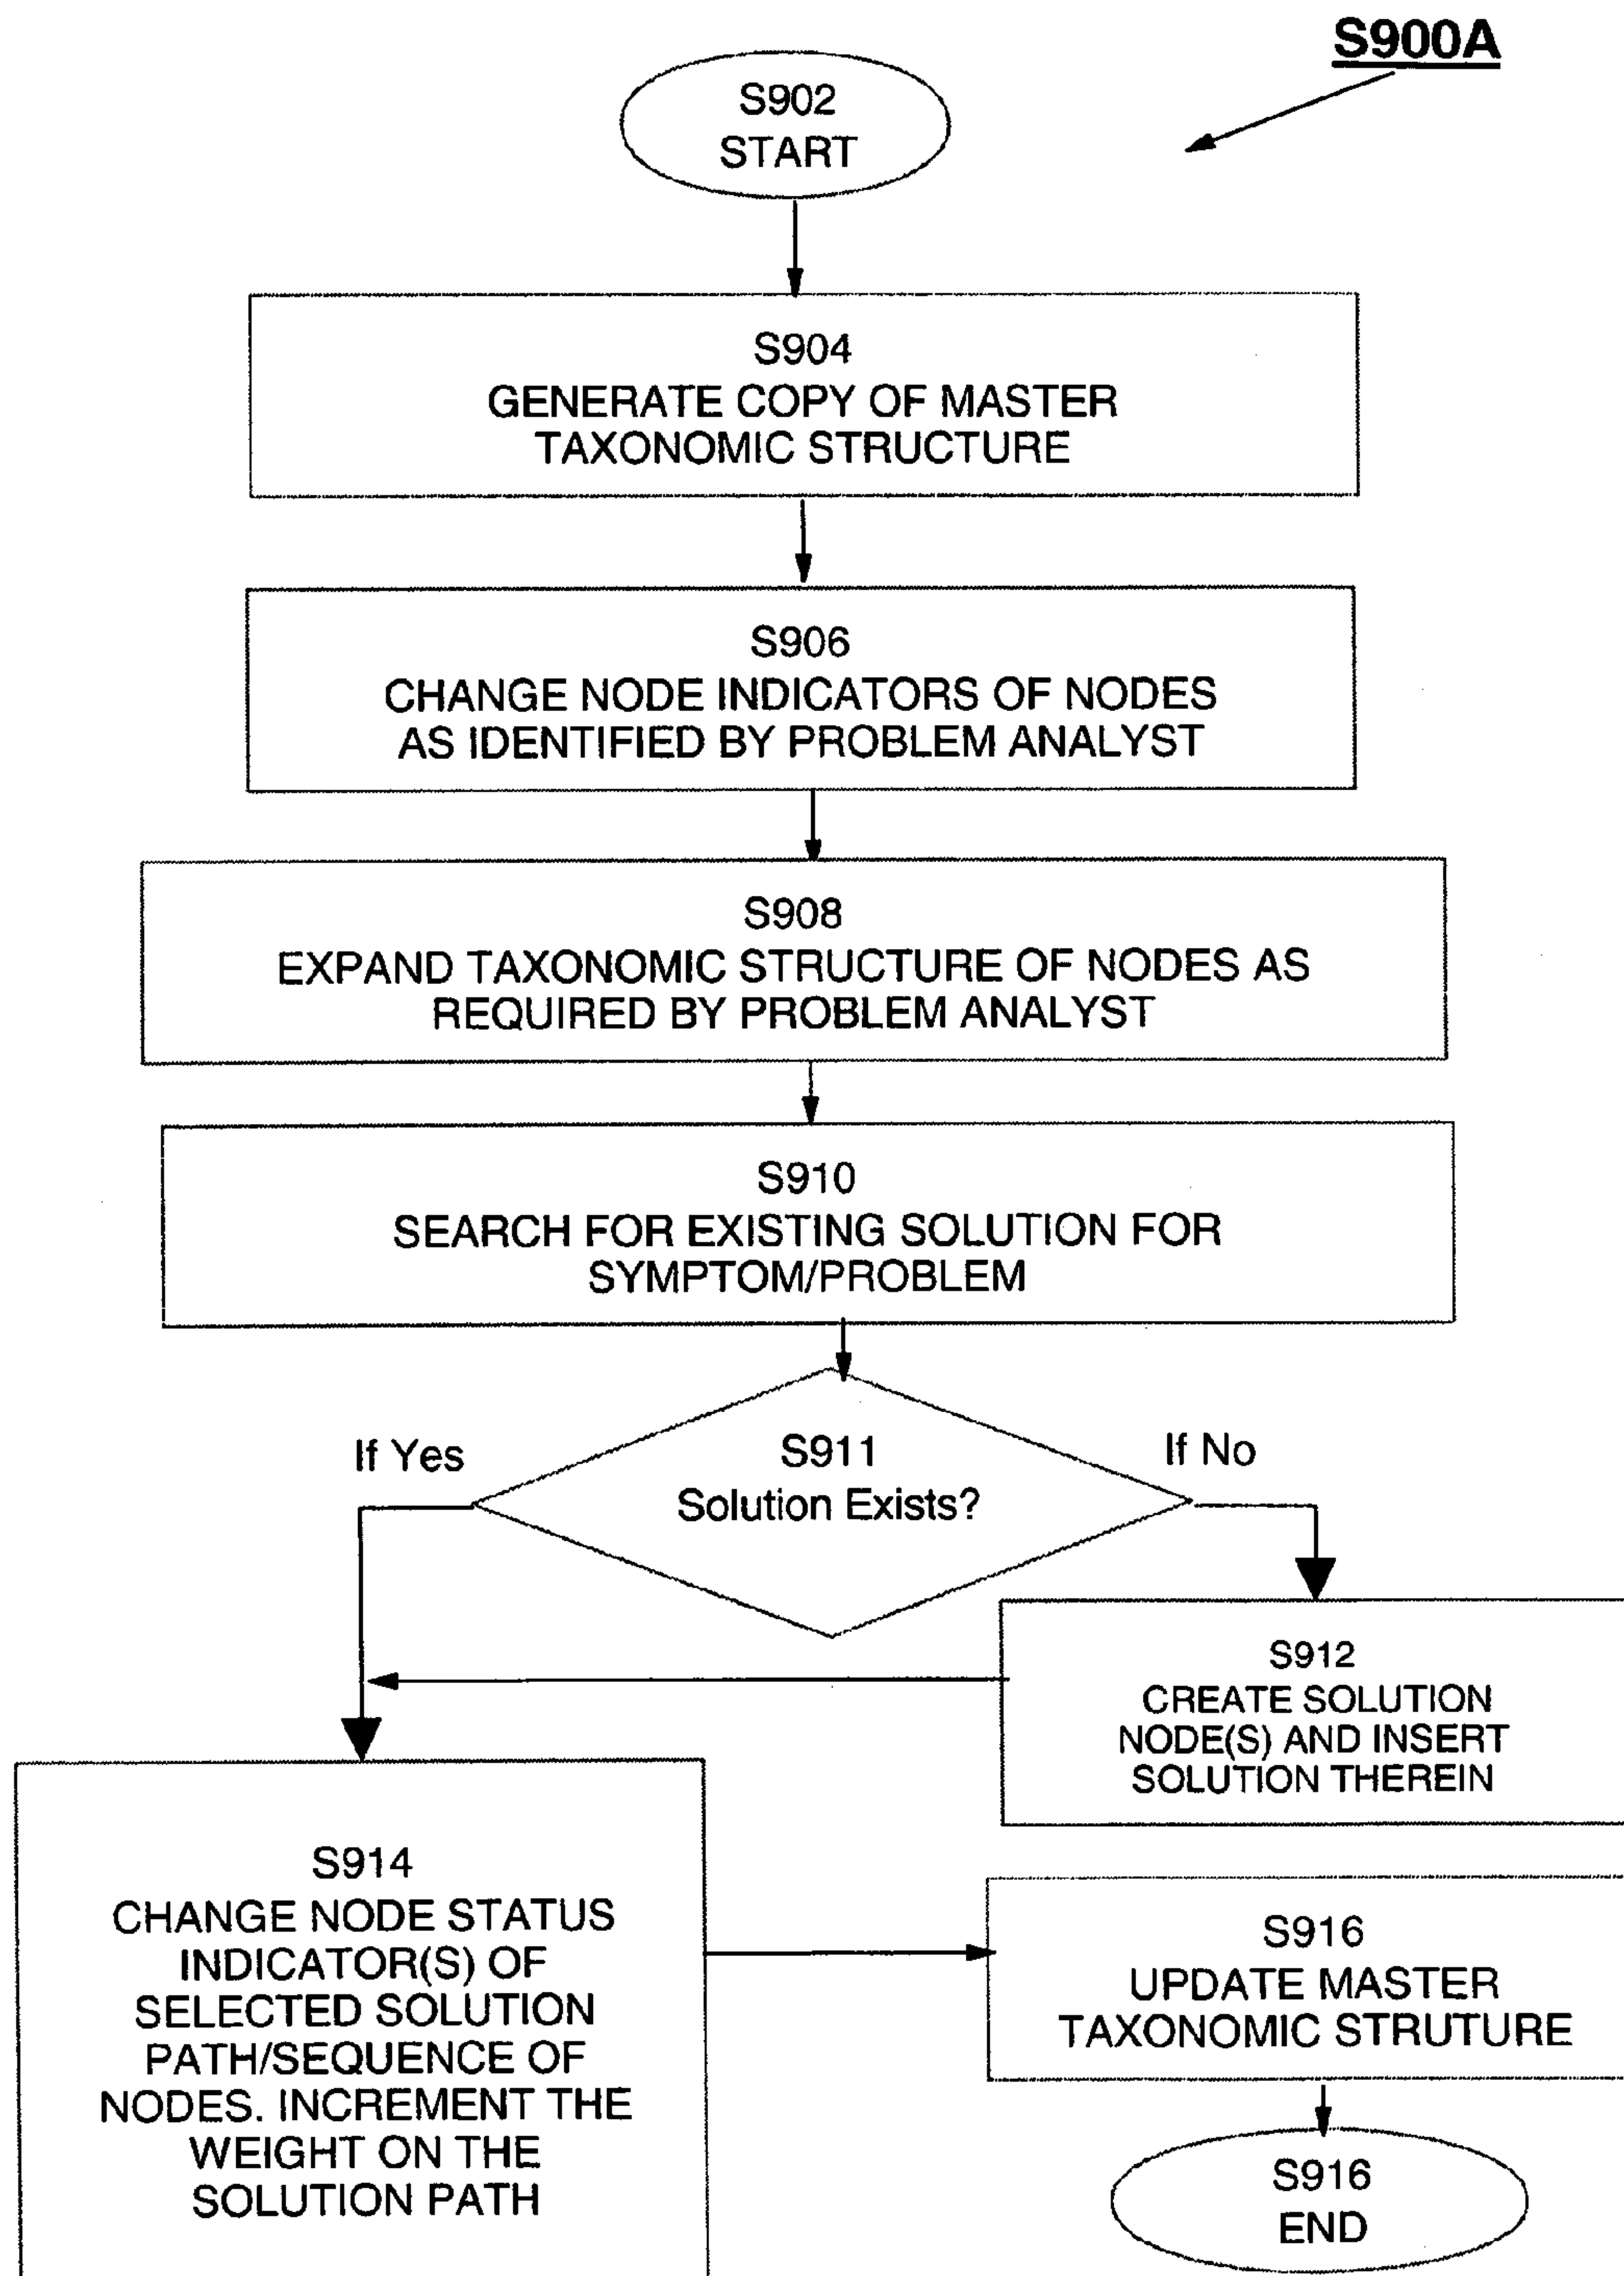 S900A
S902
START
S904
GENERATE COPY OF MASTER
TAXONOMIC STRUCTURE
S906
CHANGE NODE INDICATORS OF NODES
AS IDENTIFIED BY PROBLEM ANALYST
S908
EXPAND TAXONOMIC STRUCTURE OF NODES AS
REQUIRED BY PROBLEM ANALYST
S910
SEARCH FOR EXISTING SOLUTION FOR
SYMPTOM/PROBLEM
If Yes
S911
Solution Exists?
If No
S912
CREATE SOLUTION
NODE(S) AND INSERT
SOLUTION THEREIN
S914
CHANGE NODE STATUS
INDICATOR(S) OF
SELECTED SOLUTION
PATH/SEQUENCE OF
NODES. INCREMENT THE
WEIGHT ON THE
SOLUTION PATH
S916
UPDATE MASTER
TAXONOMIC STRUTURE
S916
END